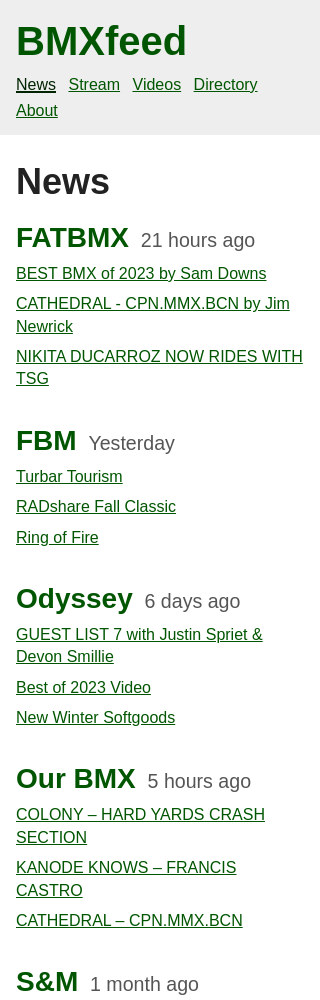 BMXfeed
News Stream Videos Directory
About
News
FATBMX 21 hours ago
BEST BMX of 2023 by Sam Downs
CATHEDRAL - CPN.MMX.BCN by Jim
Newrick
NIKITA DUCARROZ NOW RIDES WITH
TSG
FBM Yesterday
Turbar Tourism
RADshare Fall Classic
Ring of Fire
Odyssey 6 days ago
GUEST LIST 7 with Justin Spriet &
Devon Smillie
Best of 2023 Video
New Winter Softgoods
Our BMX 5 hours ago
COLONY – HARD YARDS CRASH
SECTION
KANODE KNOWS – FRANCIS
CASTRO
CATHEDRAL – CPN.MMX.BCN
S&M 1 month ago